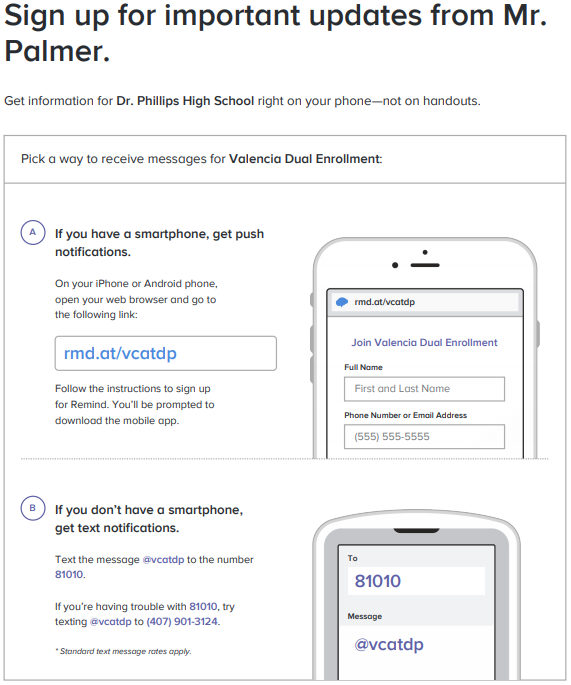 Sign up for important updates from Mr.
Palmer.
Get information for Dr. Phillips High School right on your phone—not on handouts.
Pick a way to receive messages for Valencia Dual Enrollment:
A
If you have a smartphone, get push
notifications.
On your iPhone or Android phone,
open your web browser and go to
the following link:
rmd.at/vcatdp
Follow the instructions to sign up
for Remind. You’ll be prompted to
download the mobile app.
rmd.at/vcatdp
Join Valencia Dual Enrollment
Full Name
First and Last Name
Phone Number or Email Address
(555) 555-5555
B
If you don’t have a smartphone,
get text notifications.
Text the message @vcatdp to the number
81010.
If you’re having trouble with 81010, try
texting @vcatdp to (407) 901-3124.
* Standard text message rates apply.
To
81010
Message
@vcatdp